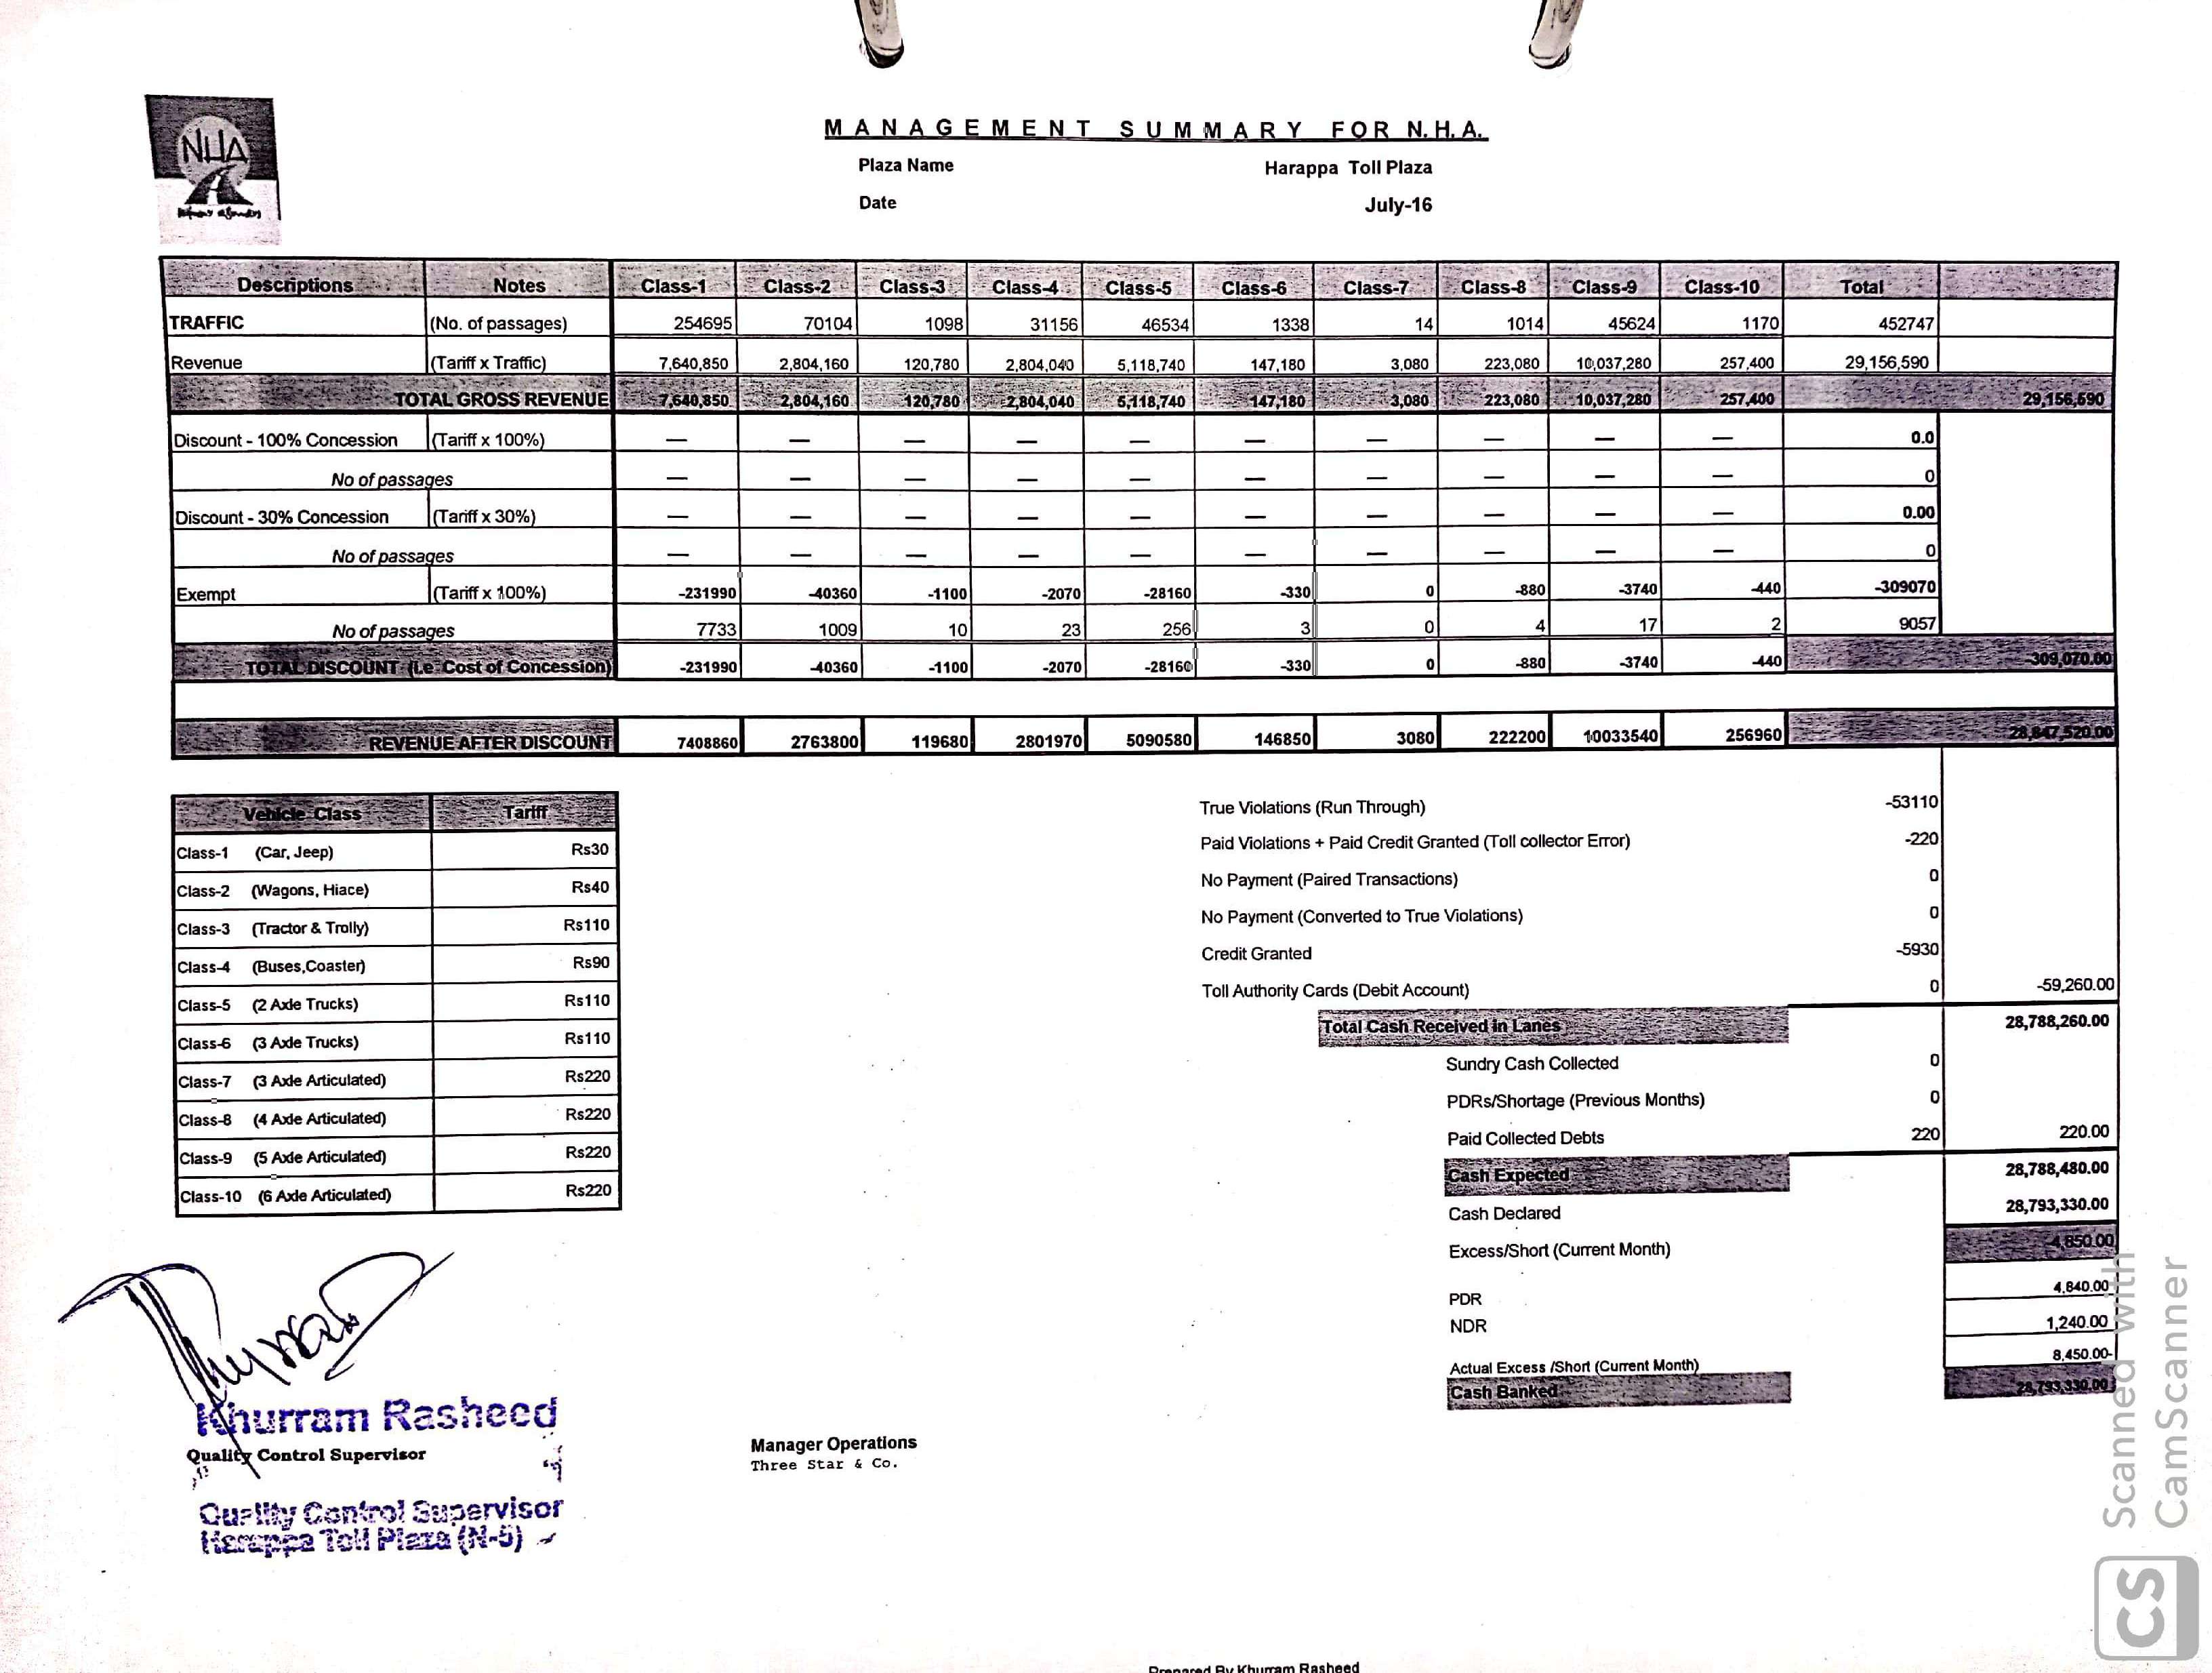 NHA
MANAGEMENT SUMMARY FOR N.H.A.
Plaza Name Harappa Toll Plaza
Date July-16
Descriptions Notes Class-1 Class-2 Class-3 Class-4 Class-5 Class-6 Class-7 Class-8 Class-9 Class-10 Total
TRAFFIC (No. of passages) 254695 70104 1098 31156 46534 1338 14 1014 45624 1170 452747
Revenue (Tariff x Traffic) 7,640,850 2,804,160 120,780 2,804,040 5,118,740 147,180 3,080 223,080 10,037,280 257,400 29,156,590
TOTAL GROSS REVENUE 7,640,850 2,804,160 120,780 2,804,040 5,118,740 147,180 3,080 223,080 10,037,280 257,400 29,156,590
Discount - 100% Concession (Tariff x 100%) — — — — — — — — — — 0.0
No of passages — — — — — — — — — — 0
Discount - 30% Concession (Tariff x 30%) — — — — — — — — — — 0.00
No of passages — — — — — — — — — — 0
Exempt (Tariff x 100%) -231990 -40360 -1100 -2070 -28160 -330 0 -880 -3740 -440 -309070
No of passages 7733 1009 10 23 256 3 0 4 17 2 9057
TOTAL DISCOUNT (i.e Cost of Concession) -231990 -40360 -1100 -2070 -28160 -330 0 -880 -3740 -440 -309,070.00
REVENUE AFTER DISCOUNT 7408860 2763800 119680 2801970 5090580 146850 3080 222200 10033540 256960 28,847,520.00
Vehicle Class Tariff
Class-1 (Car, Jeep) Rs30
Class-2 (Wagons, Hiace) Rs40
Class-3 (Tractor & Trolly) Rs110
Class-4 (Buses,Coaster) Rs90
Class-5 (2 Axle Trucks) Rs110
Class-6 (3 Axle Trucks) Rs110
Class-7 (3 Axle Articulated) Rs220
Class-8 (4 Axle Articulated) Rs220
Class-9 (5 Axle Articulated) Rs220
Class-10 (6 Axle Articulated) Rs220
True Violations (Run Through) -53110
Paid Violations + Paid Credit Granted (Toll collector Error) -220
No Payment (Paired Transactions) 0
No Payment (Converted to True Violations) 0
Credit Granted -5930
Toll Authority Cards (Debit Account) 0 -59,260.00
Total Cash Received in Lanes 28,788,260.00
Sundry Cash Collected 0
PDRs/Shortage (Previous Months) 0
Paid Collected Debts 220 220.00
Cash Expected 28,788,480.00
Cash Declared 28,793,330.00
Excess/Short (Current Month) 4,850.00
PDR 4,840.00
NDR 1,240.00
Actual Excess /Short (Current Month) 8,450.00
Cash Banked 28,793,330.00
Khurram Rasheed
Quality Control Supervisor
Quality Control Supervisor
Harappa Toll Plaza (N-5)
Manager Operations
Three Star & Co.
Prepared By Khurram Rasheed
Scanned with
CamScanner
CS